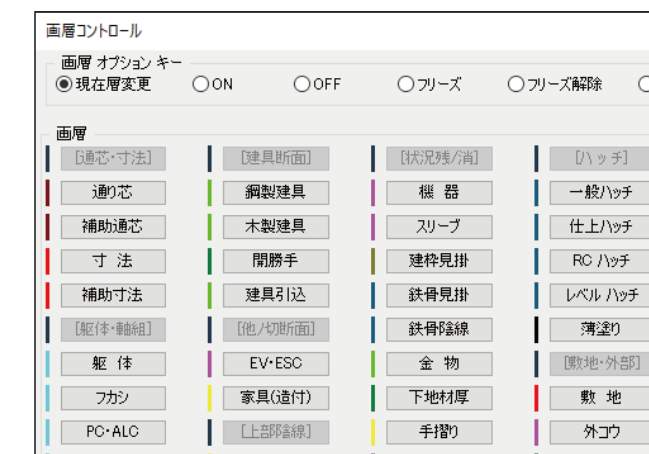 画層コントロール
画層 オプション キー
現在層変更 ON OFF フリーズ フリーズ解除
画層
[通芯・寸法] [建具断面] [状況残/消] [ハッチ]
通り芯 鋼製建具 機 器 一般ハッチ
補助通芯 木製建具 スリーブ 仕上ハッチ
寸 法 開勝手 建枠見掛 RC ハッチ
補助寸法 建具引込 鉄骨見掛 レベル ハッチ
[躯体・軸組] [他ノ切断面] 鉄骨陰線 薄塗り
躯 体 EV・ESC 金 物 [敷地・外部]
フカシ 家具(造付) 下地材厚 敷 地
PC・ALC [上部陰線] 手摺り 外コウ